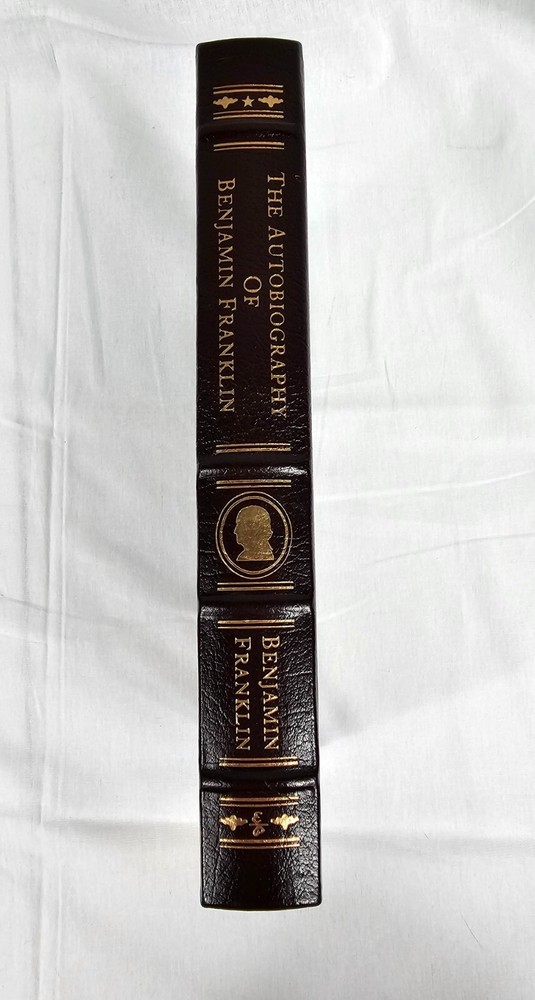 THE AUTOBIOGRAPHY
OF
BENJAMIN FRANKLIN
BENJAMIN
FRANKLIN